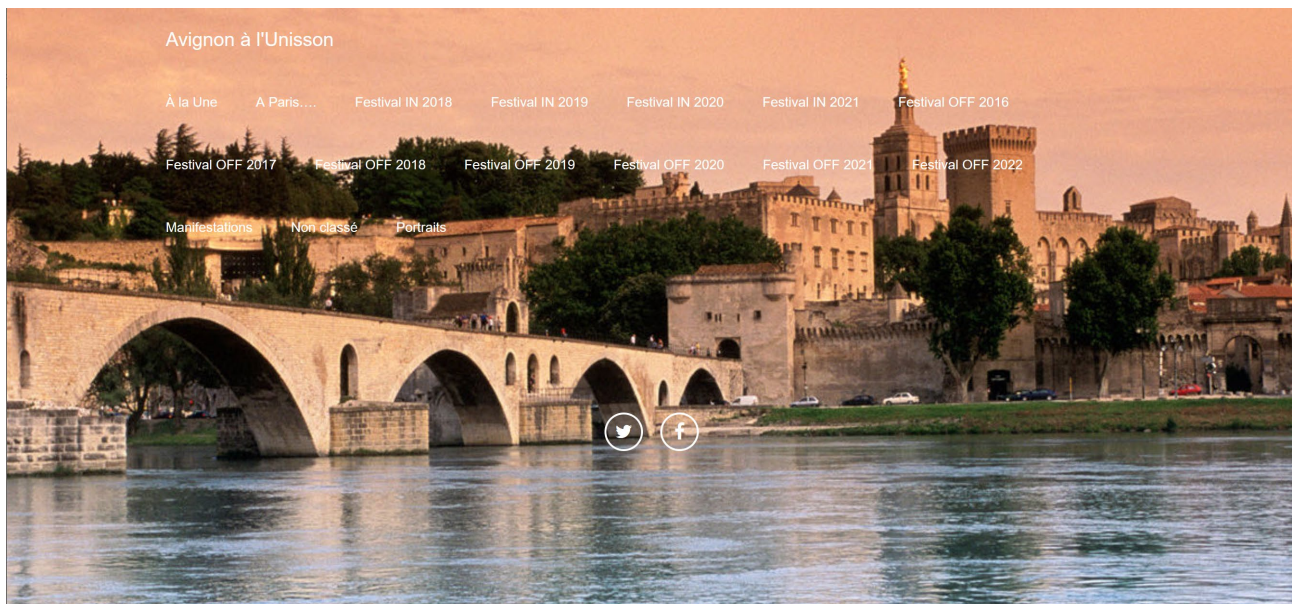 Avignon à l'Unisson
À la Une A Paris…. Festival IN 2018 Festival IN 2019 Festival IN 2020 Festival IN 2021 Festival OFF 2016
Festival OFF 2017 Festival OFF 2018 Festival OFF 2019 Festival OFF 2020 Festival OFF 2021 Festival OFF 2022
Manifestations Non classé Portraits